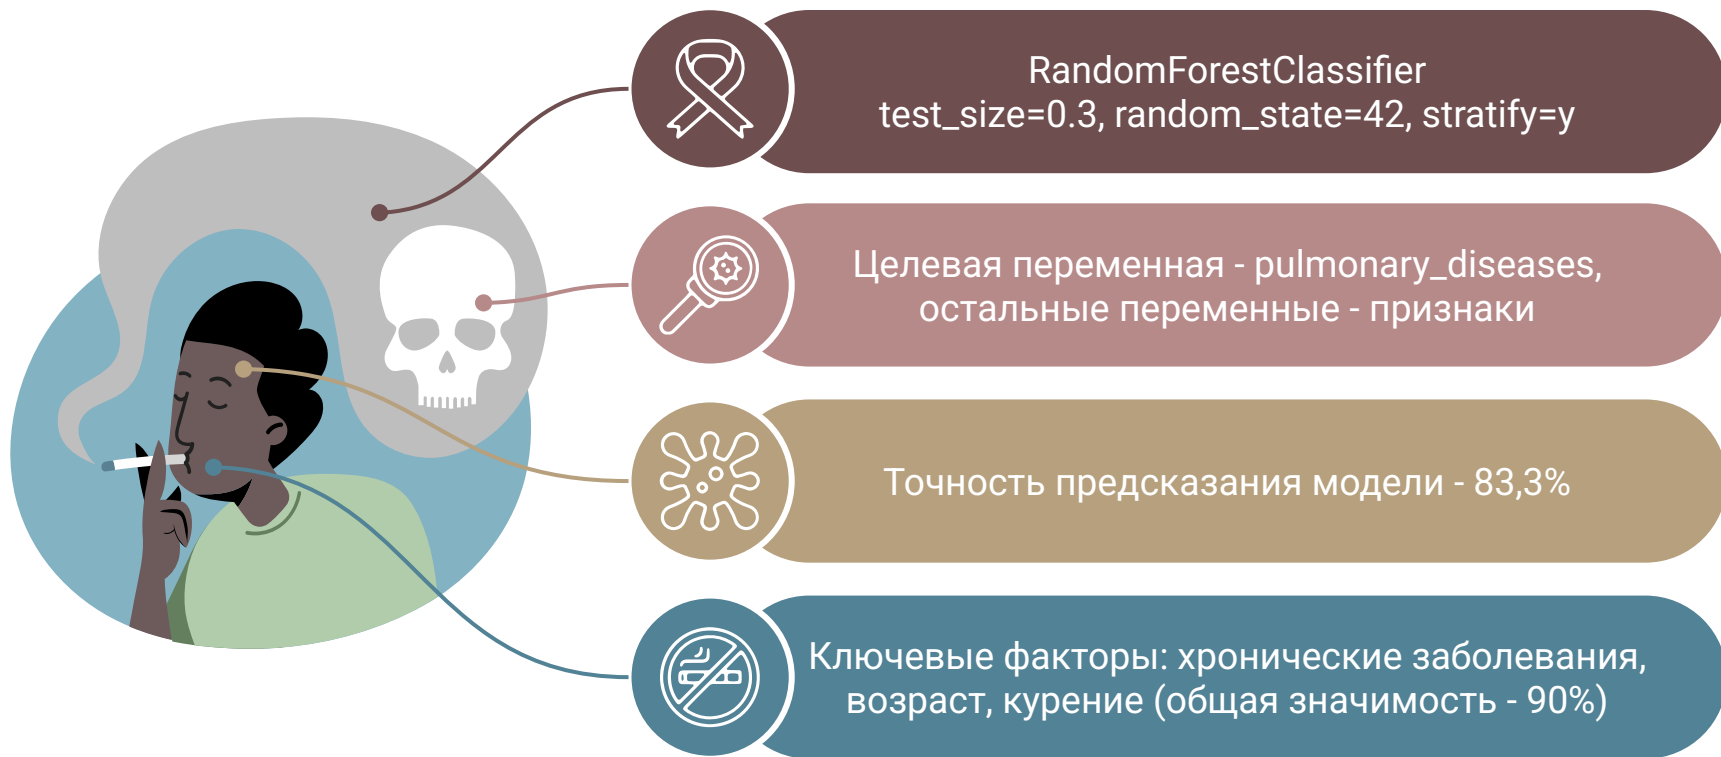 RandomForestClassifier
test_size=0.3, random_state=42, stratify=y
Целевая переменная - pulmonary_diseases,
остальные переменные - признаки
Точность предсказания модели - 83,3%
Ключевые факторы: хронические заболевания,
возраст, курение (общая значимость - 90%)